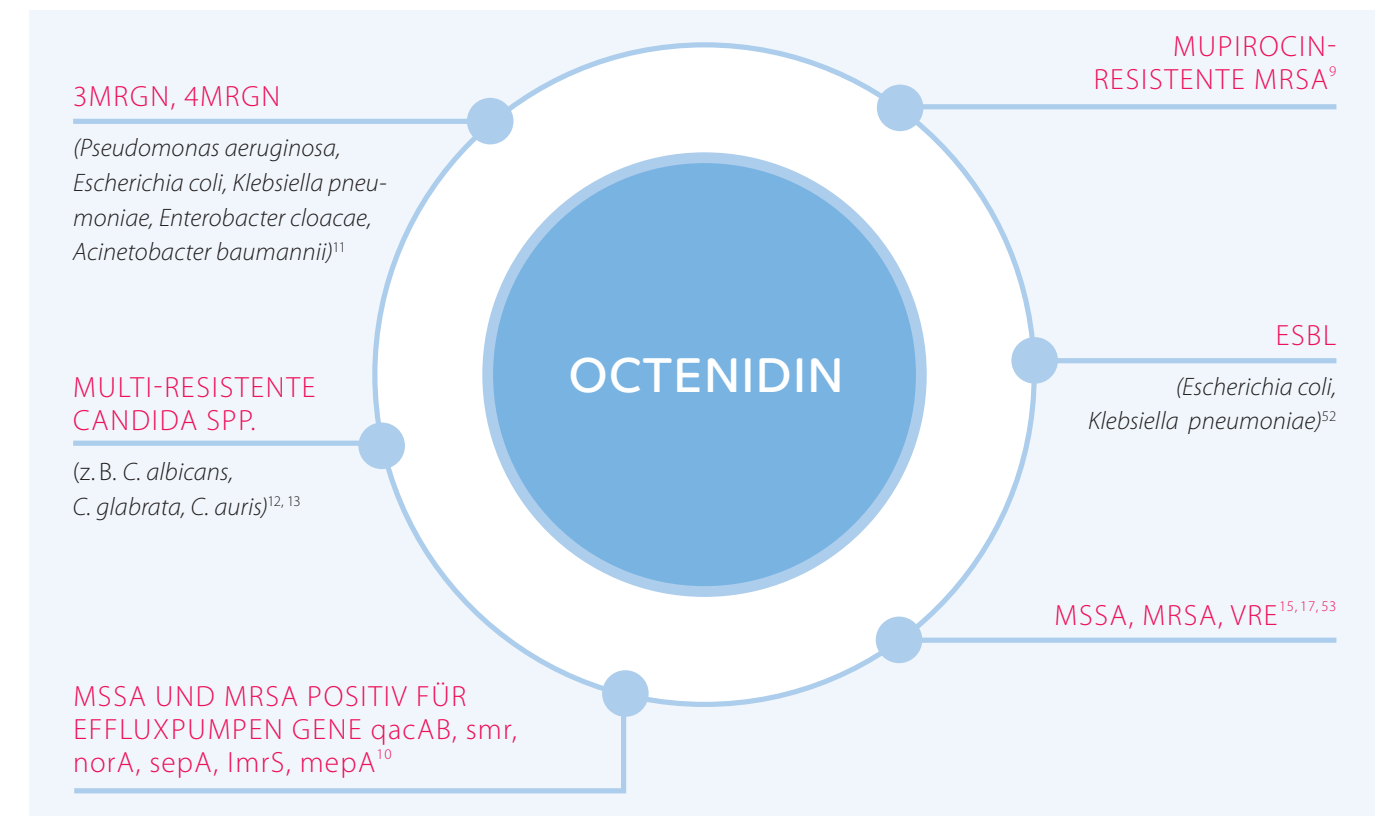 3MRGN, 4MRGN
(Pseudomonas aeruginosa,
Escherichia coli, Klebsiella pneu-
moniae, Enterobacter cloacae,
Acinetobacter baumannii)¹¹
MULTI-RESISTENTE
CANDIDA SPP.
(z. B. C. albicans,
C. glabrata, C. auris)¹²˒ ¹³
MSSA UND MRSA POSITIV FÜR
EFFLUXPUMPEN GENE qacAB, smr,
norA, sepA, lmrS, mepA¹⁰
OCTENIDIN
MUPIROCIN-
RESISTENTE MRSA⁹
ESBL
(Escherichia coli,
Klebsiella pneumoniae)⁵²
MSSA, MRSA, VRE¹⁵˒ ¹⁷˒ ⁵³